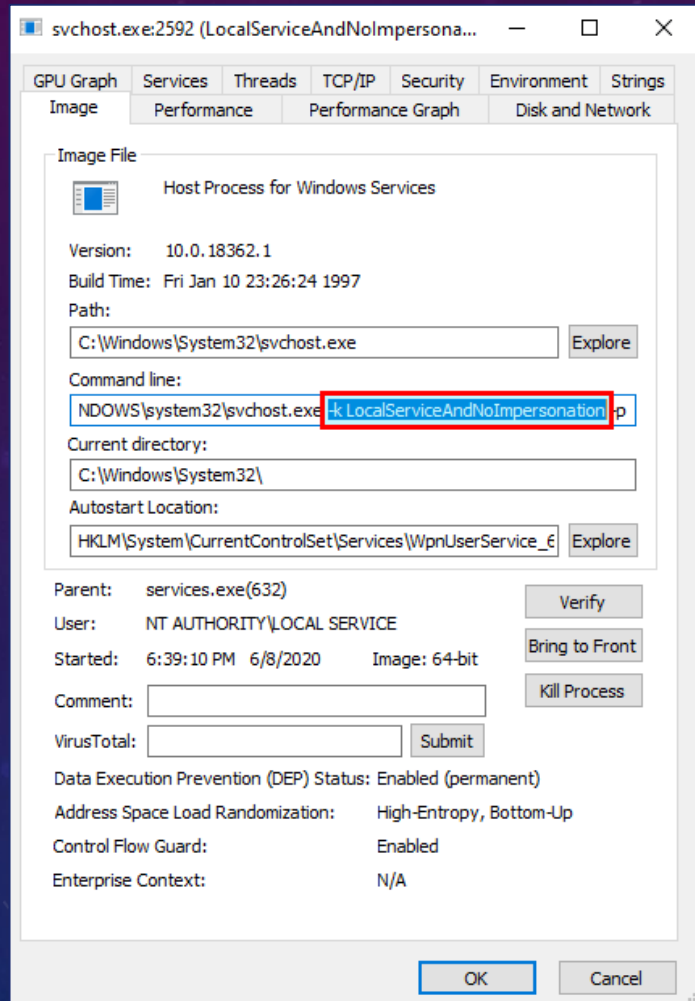 svchost.exe:2592 (LocalServiceAndNoImpersona...
GPU Graph Services Threads TCP/IP Security Environment Strings
Image Performance Performance Graph Disk and Network
Image File
Host Process for Windows Services
Version: 10.0.18362.1
Build Time: Fri Jan 10 23:26:24 1997
Path:
C:\Windows\System32\svchost.exe Explore
Command line:
NDOWS\system32\svchost.exe -k LocalServiceAndNoImpersonation -p
Current directory:
C:\Windows\System32\
Autostart Location:
HKLM\System\CurrentControlSet\Services\WpnUserService_6 Explore
Parent: services.exe(632)
Verify
User: NT AUTHORITY\LOCAL SERVICE
Bring to Front
Started: 6:39:10 PM 6/8/2020 Image: 64-bit
Kill Process
Comment:
VirusTotal: Submit
Data Execution Prevention (DEP) Status: Enabled (permanent)
Address Space Load Randomization: High-Entropy, Bottom-Up
Control Flow Guard: Enabled
Enterprise Context: N/A
OK Cancel